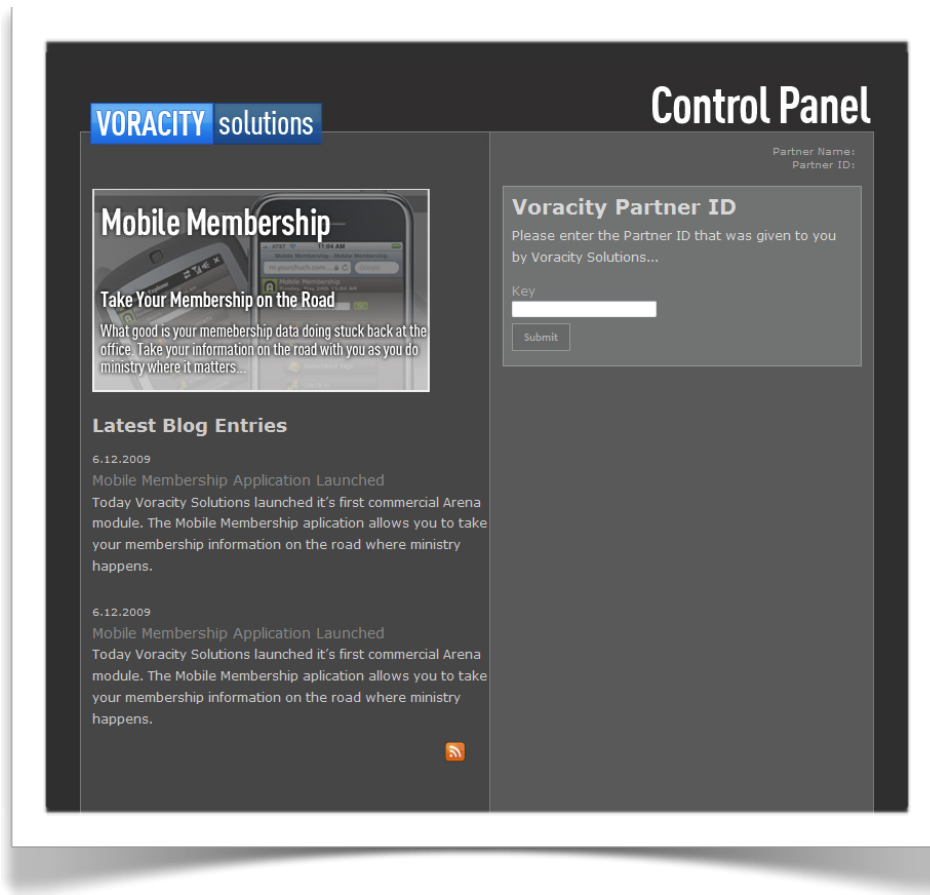 VORACITY solutions
Control Panel
Partner Name:
Partner ID:
Mobile Membership
Take Your Membership on the Road
What good is your memebership data doing stuck back at the
office. Take your information on the road with you as you do
ministry where it matters...
11:04 AM
Google
Voracity Partner ID
Please enter the Partner ID that was given to you
by Voracity Solutions...
Key
Submit
Latest Blog Entries
6.12.2009
Mobile Membership Application Launched
Today Voracity Solutions launched it's first commercial Arena
module. The Mobile Membership aplication allows you to take
your membership information on the road where ministry
happens.
6.12.2009
Mobile Membership Application Launched
Today Voracity Solutions launched it's first commercial Arena
module. The Mobile Membership aplication allows you to take
your membership information on the road where ministry
happens.